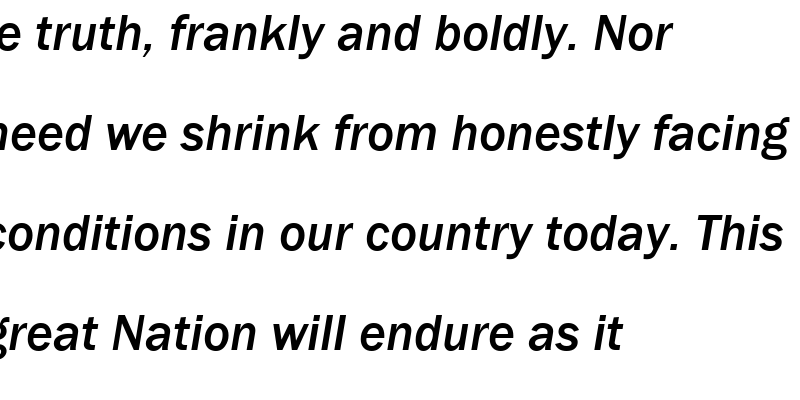 e truth, frankly and boldly. Nor
need we shrink from honestly facing
conditions in our country today. This
great Nation will endure as it